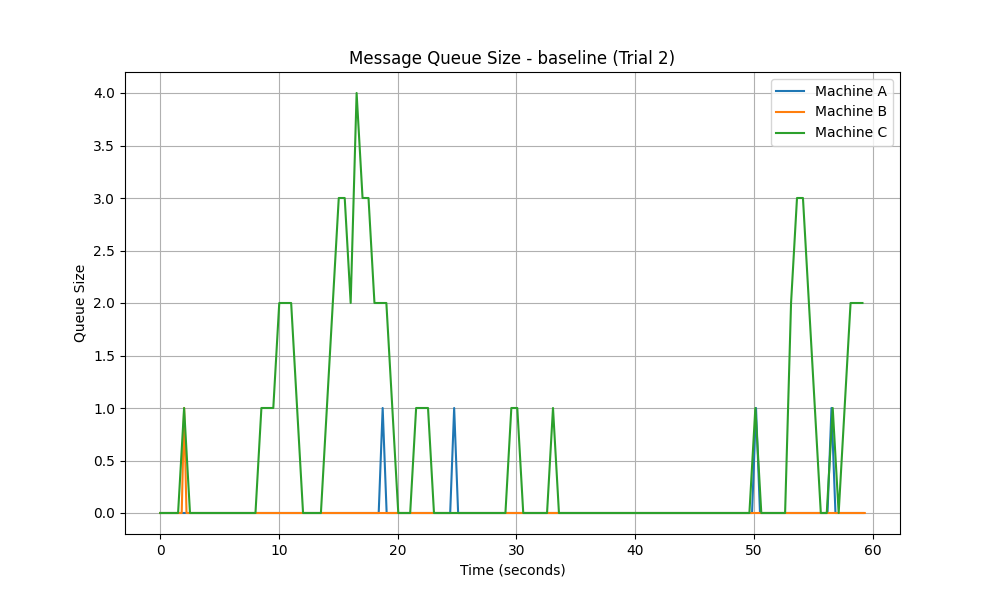 Message Queue Size - baseline (Trial 2)
Machine A
Machine B
Machine C
Queue Size
4.0
3.5
3.0
2.5
2.0
1.5
1.0
0.5
0.0
0 10 20 30 40 50 60
Time (seconds)